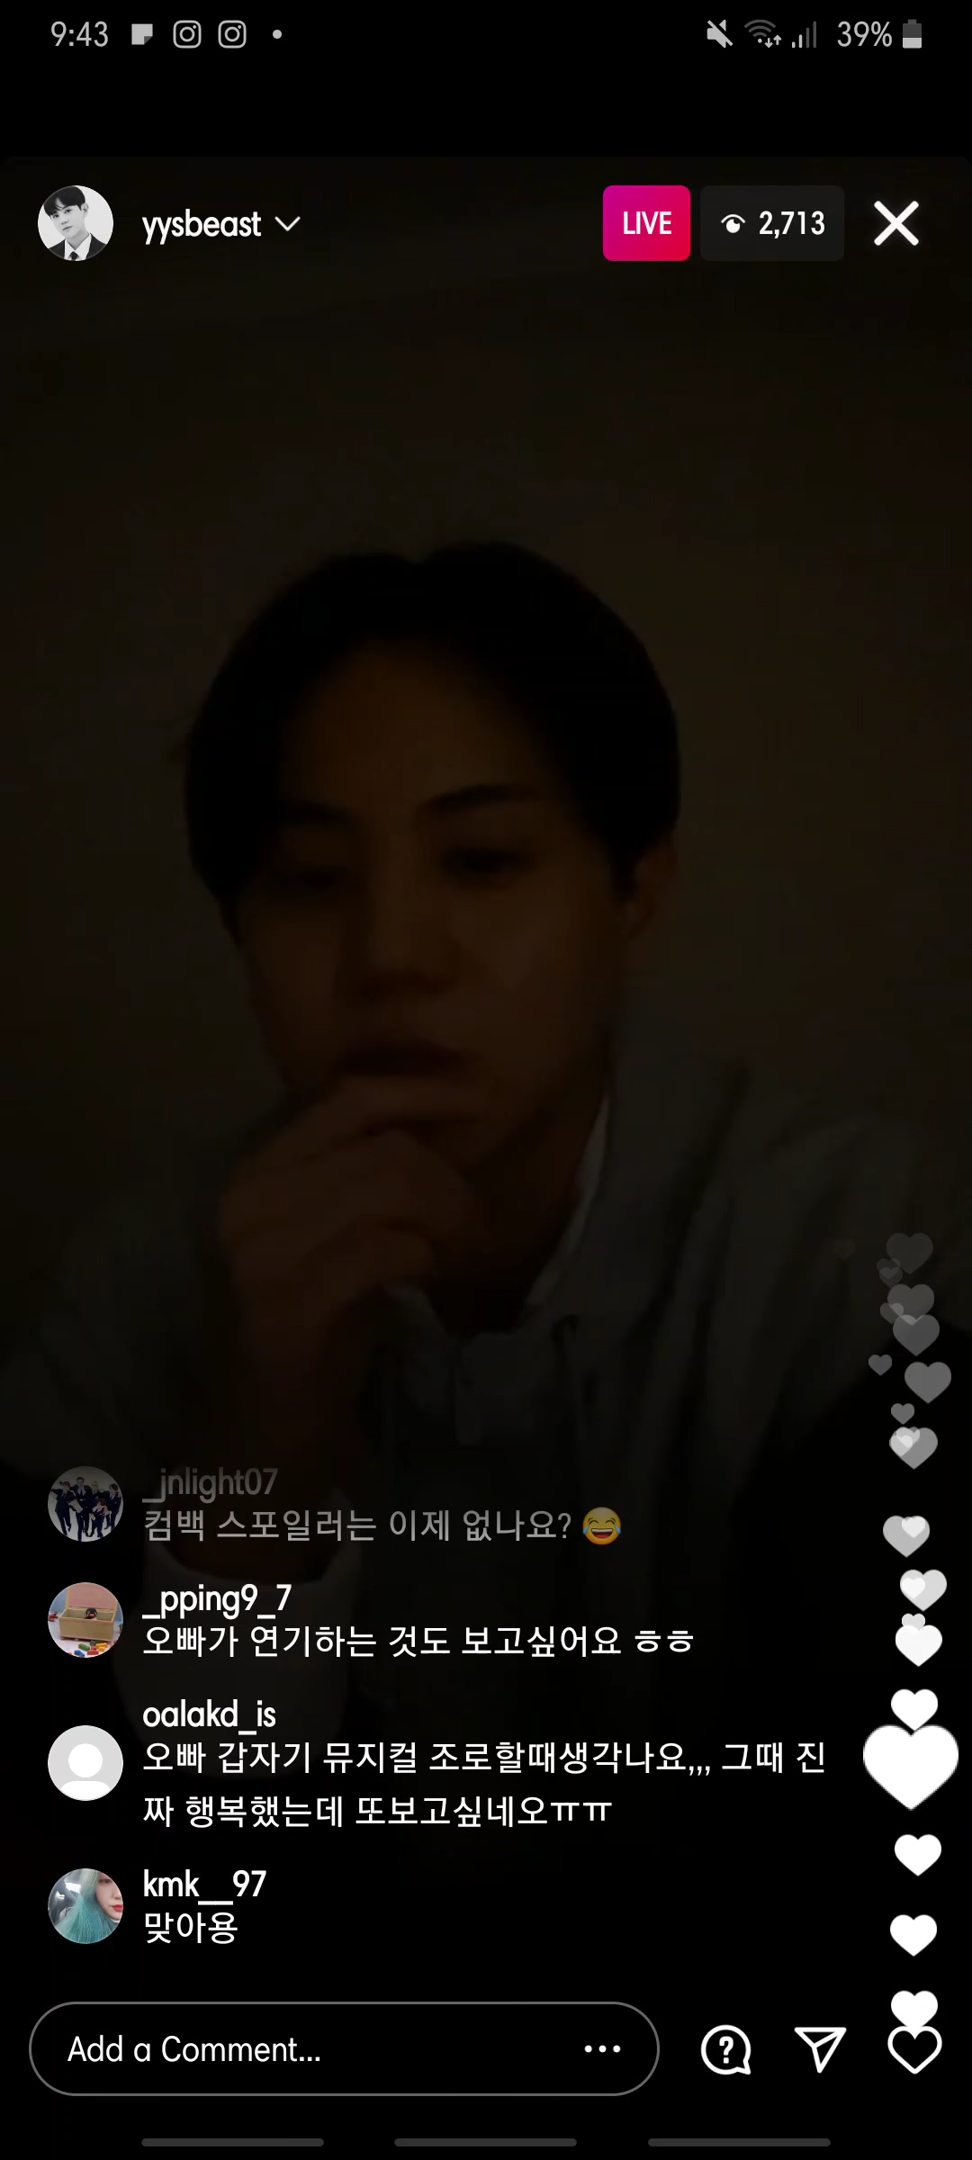 9:43
39%
yysbeast
LIVE
2,713
_jnlight07
컴백 스포일러는 이제 없나요? 😂
_pping9_7
오빠가 연기하는 것도 보고싶어요 ㅎㅎ
oalakd_is
오빠 갑자기 뮤지컬 조로할때생각나요,,, 그때 진
짜 행복했는데 또보고싶네오ㅠㅠ
kmk__97
맞아용
Add a Comment...